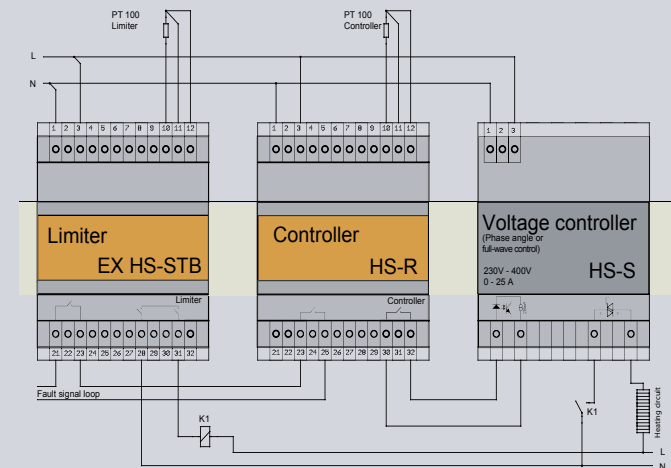 PT 100
Limiter
PT 100
Controller
L
N
1 2 3 4 5 6 7 8 9 10 11 12
1 2 3 4 5 6 7 8 9 10 11 12
1 2 3
Limiter
EX HS-STB
Controller
HS-R
Voltage controller
(Phase angle or
full-wave control)
230V - 400V
0 - 25 A
HS-S
Limiter
Controller
21 22 23 24 25 26 27 28 29 30 31 32
21 22 23 24 25 26 27 28 29 30 31 32
Fault signal loop
K1
K1
Heating circuit
L
N